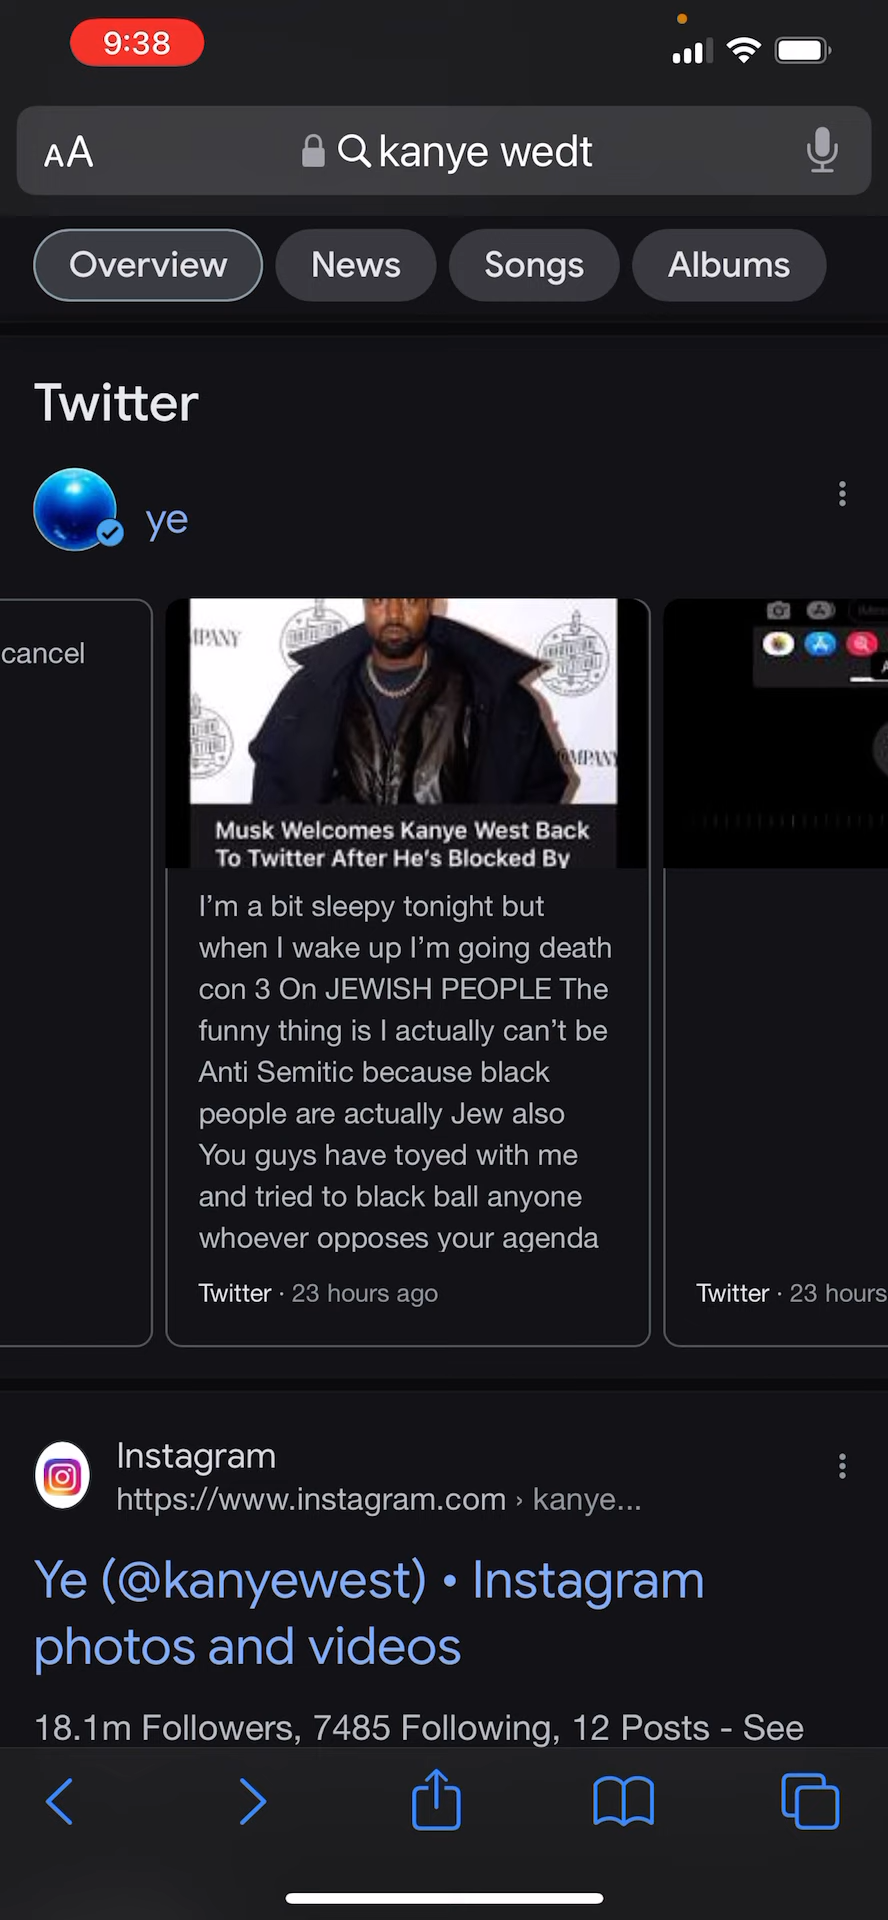 9:38
AA kanye wedt
Overview News Songs Albums
Twitter
ye
cancel
MPANY
MPANY
Musk Welcomes Kanye West Back
To Twitter After He's Blocked By
I'm a bit sleepy tonight but
when I wake up I'm going death
con 3 On JEWISH PEOPLE The
funny thing is I actually can't be
Anti Semitic because black
people are actually Jew also
You guys have toyed with me
and tried to black ball anyone
whoever opposes your agenda
Twitter · 23 hours ago
Twitter · 23 hours
Instagram
https://www.instagram.com › kanye...
Ye (@kanyewest) • Instagram
photos and videos
18.1m Followers, 7485 Following, 12 Posts - See